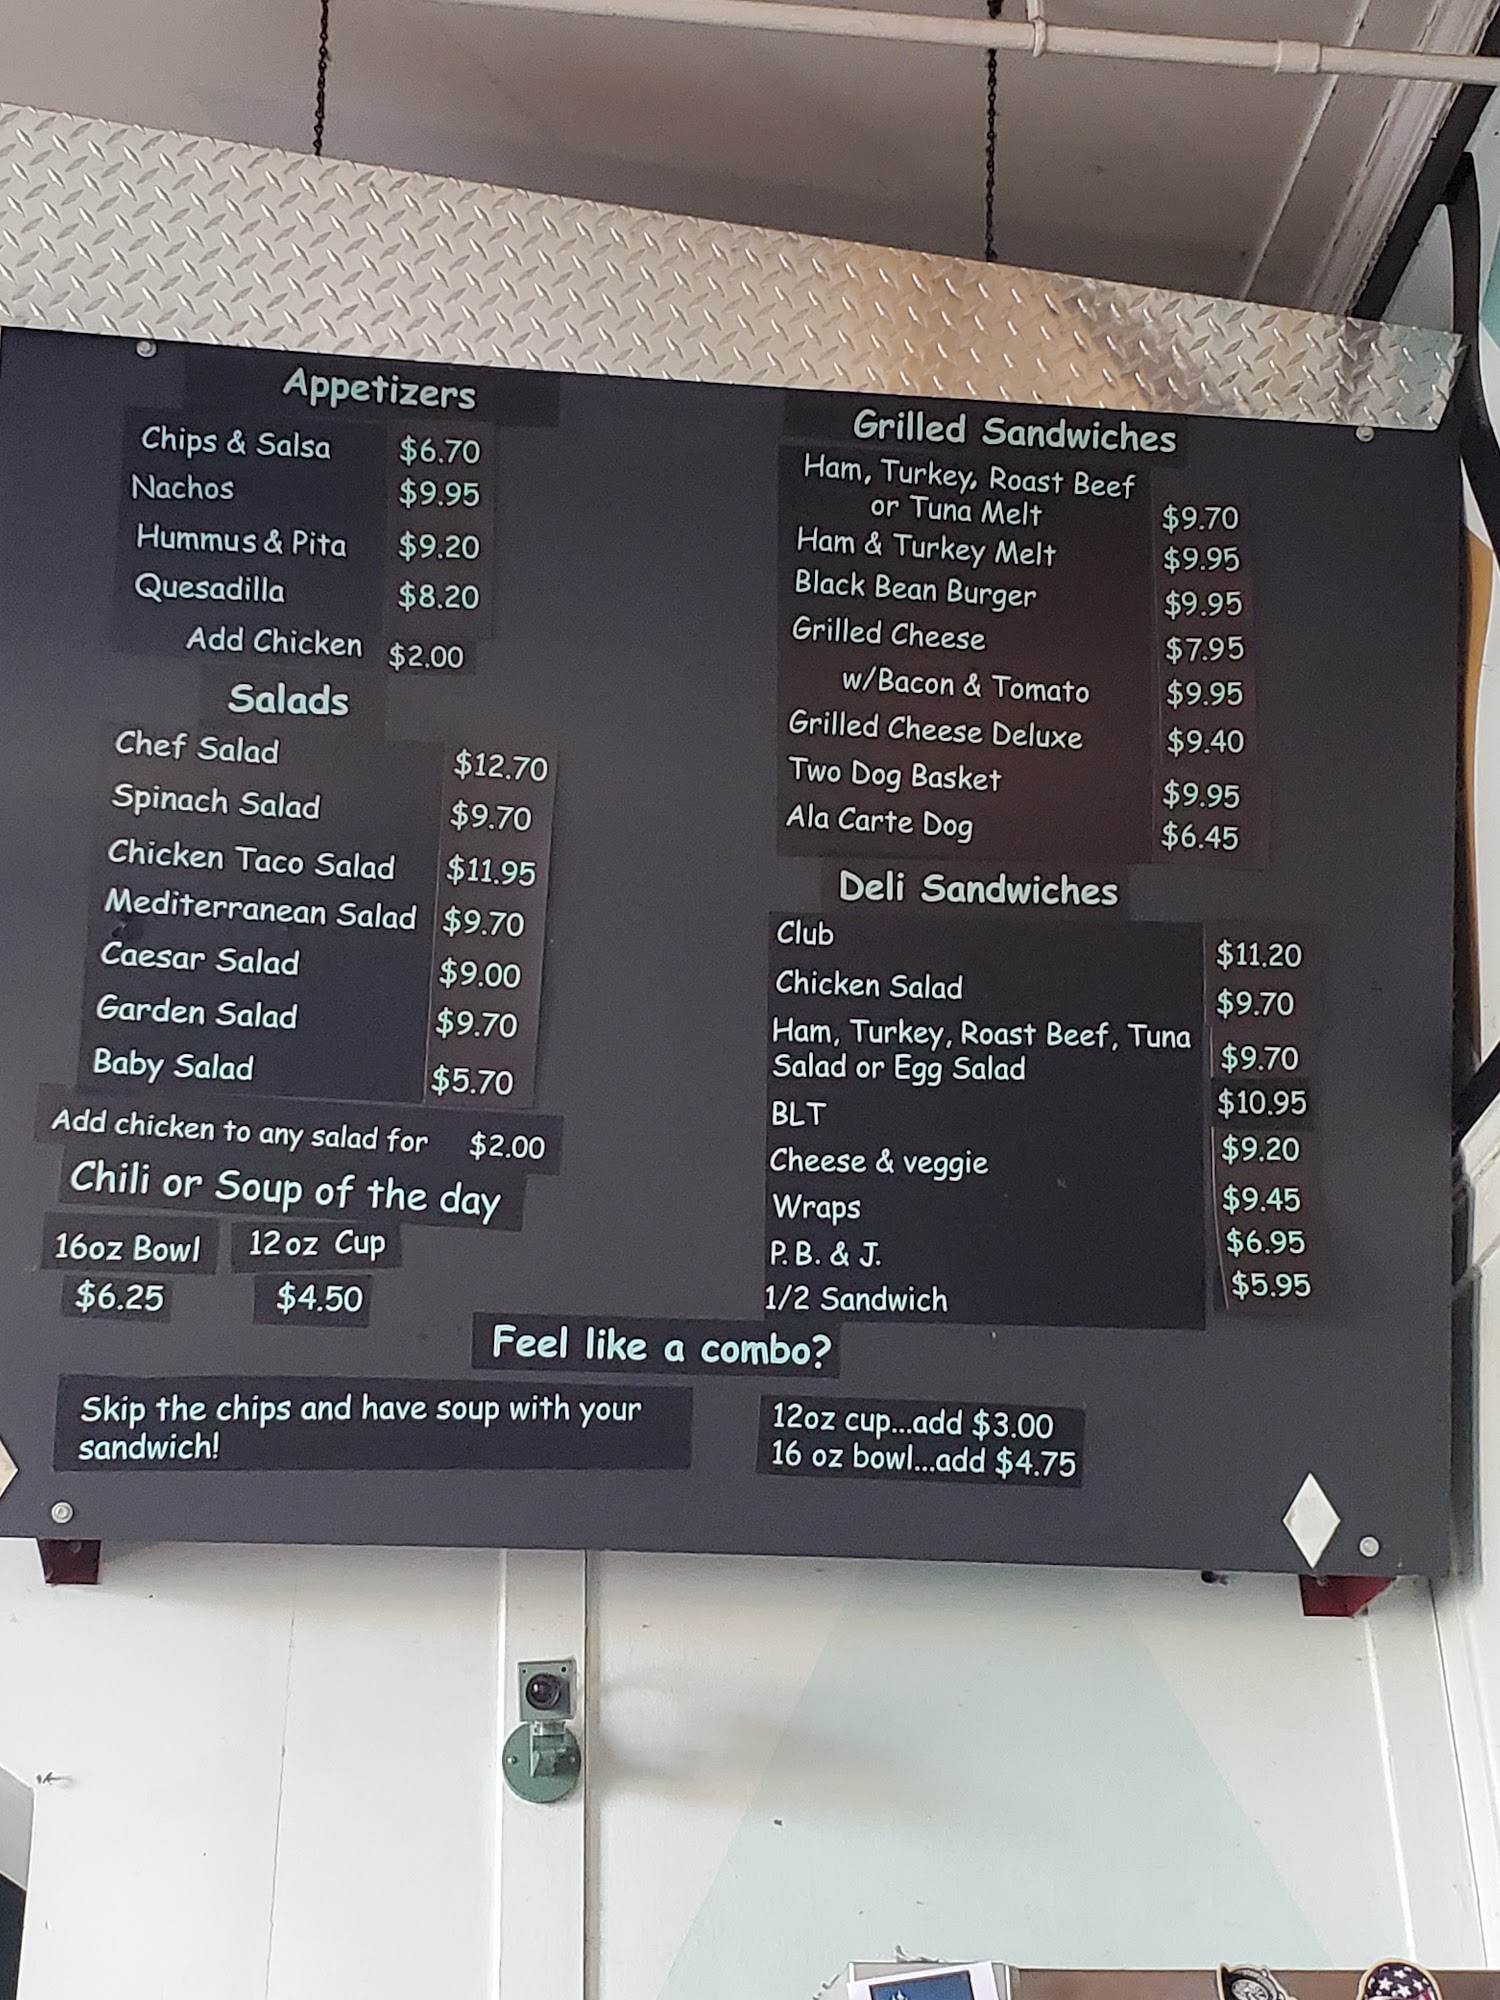 Appetizers
Chips & Salsa $6.70
Nachos $9.95
Hummus & Pita $9.20
Quesadilla $8.20
Add Chicken $2.00
Salads
Chef Salad $12.70
Spinach Salad $9.70
Chicken Taco Salad $11.95
Mediterranean Salad $9.70
Caesar Salad $9.00
Garden Salad $9.70
Baby Salad $5.70
Add chicken to any salad for $2.00
Chili or Soup of the day
16oz Bowl 12oz Cup
$6.25 $4.50
Grilled Sandwiches
Ham, Turkey, Roast Beef
or Tuna Melt $9.70
Ham & Turkey Melt $9.95
Black Bean Burger $9.95
Grilled Cheese $7.95
w/Bacon & Tomato $9.95
Grilled Cheese Deluxe $9.40
Two Dog Basket $9.95
Ala Carte Dog $6.45
Deli Sandwiches
Club $11.20
Chicken Salad $9.70
Ham, Turkey, Roast Beef, Tuna
Salad or Egg Salad $9.70
BLT $10.95
Cheese & veggie $9.20
Wraps $9.45
P.B. & J. $6.95
1/2 Sandwich $5.95
Feel like a combo?
Skip the chips and have soup with your
sandwich!
12oz cup...add $3.00
16 oz bowl...add $4.75